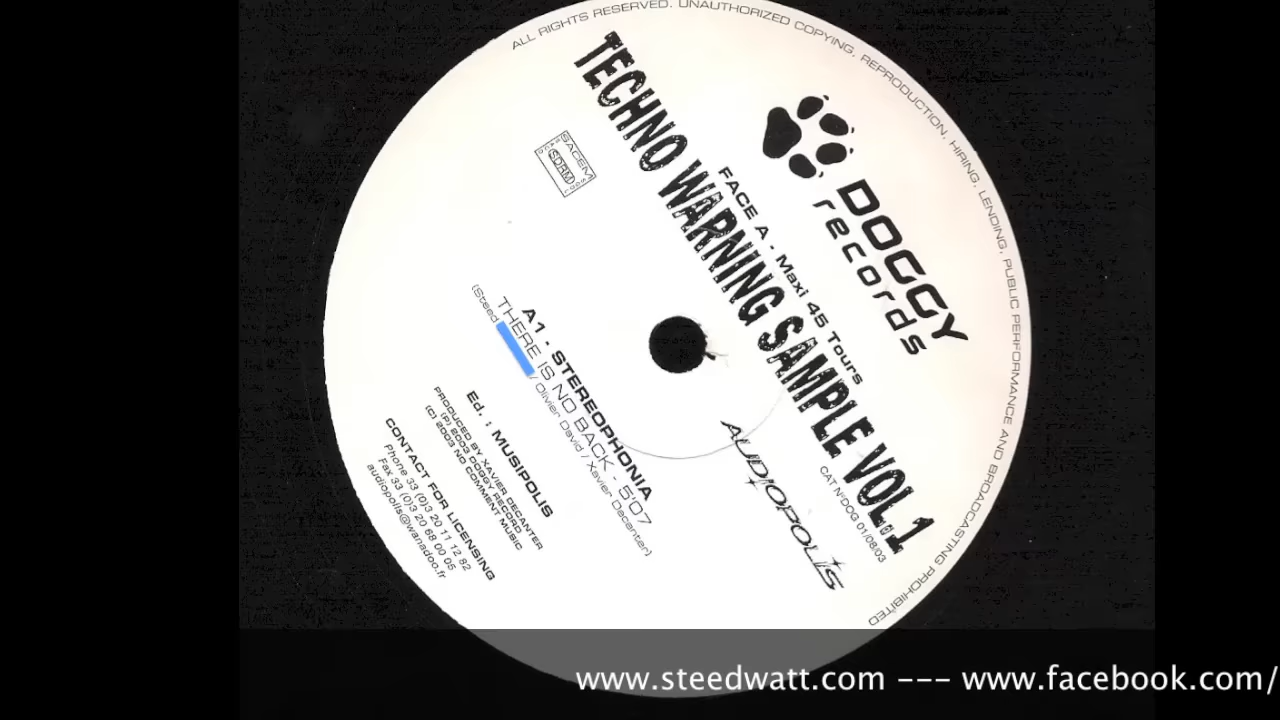 ALL RIGHTS RESERVED. UNAUTHORIZED COPYING, REPRODUCTION, HIRING, LENDING, PUBLIC PERFORMANCE AND BROADCASTING PROHIBITED
DOGGY
records
TECHNO WARNING SAMPLE VOL.1
FACE A - Maxi 45 Tours
CAT N°DOG 01/08/03
SACEM
SDRM
AUDIOPOLIS
A1 - STEREOPHONIA
THERE IS NO BACK - 5'07
(Steed / Olivier David / Xavier Decanter)
Ed. : MUSIPOLIS
PRODUCED BY XAVIER DECANTER
(P) 2003 DOGGY RECORD
(C) 2003 NO COMMENT MUSIC
CONTACT FOR LICENSING
Phone 33 (0)3 20 11 12 82
Fax 33 (0)3 20 68 00 05
audiopolis@wanadoo.fr
www.steedwatt.com --- www.facebook.com/